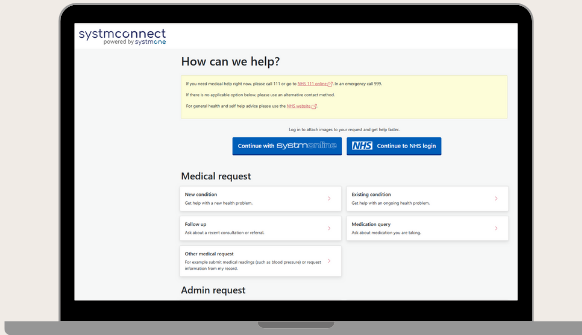 systmconnect
powered by systmone
How can we help?
If you need medical help right now, please call 111 or go to NHS 111 online. In an emergency call 999.
If there is no applicable option below, please use an alternative contact method.
For general health and self help advice please use the NHS website
Log in to attach images to your request and get help faster.
Continue with systmonline
NHS Continue to NHS login
Medical request
New condition
Get help with a new health problem.
Existing condition
Get help with an ongoing health problem.
Follow up
Ask about a recent consultation or referral.
Medication query
Ask about medication you are taking.
Other medical request
For example submit medical reading(s) (such as blood pressure) or request
information from my record.
Admin request